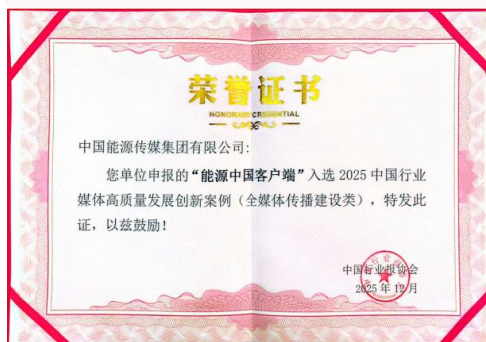 荣誉证书
HONORARY CREDENTIAL
中国能源传媒集团有限公司:
您单位申报的“能源中国客户端”入选 2025 中国行业
媒体高质量发展创新案例(全媒体传播建设类),特发此
证,以兹鼓励!
中国行业报协会
2025 年 12 月